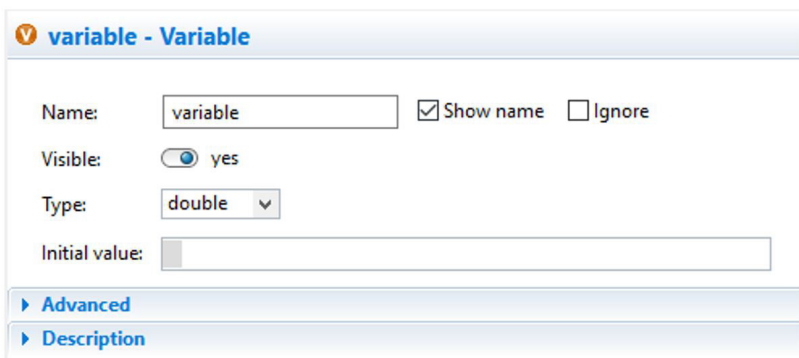 V variable - Variable
Name: variable Show name Ignore
Visible: yes
Type: double
Initial value:
Advanced
Description